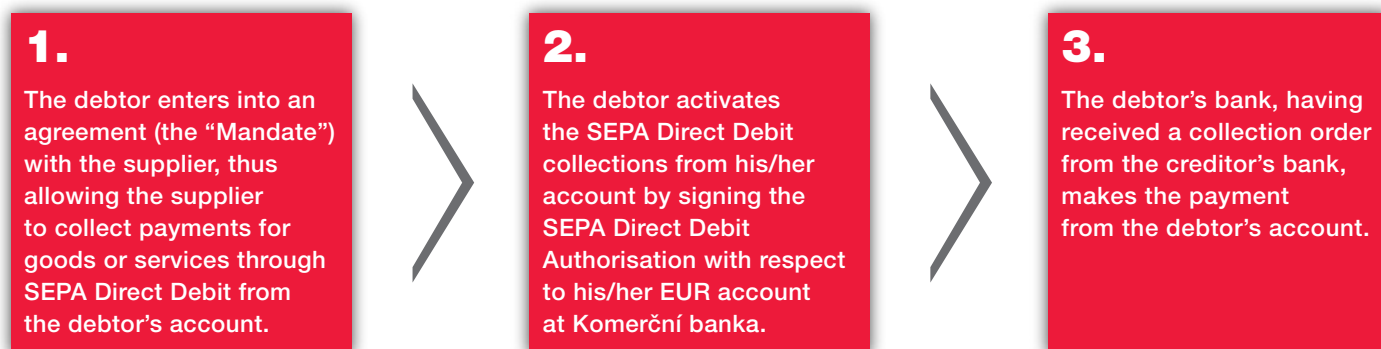 1.
The debtor enters into an
agreement (the “Mandate”)
with the supplier, thus
allowing the supplier
to collect payments for
goods or services through
SEPA Direct Debit from
the debtor’s account.
2.
The debtor activates
the SEPA Direct Debit
collections from his/her
account by signing the
SEPA Direct Debit
Authorisation with respect
to his/her EUR account
at Komerční banka.
3.
The debtor’s bank, having
received a collection order
from the creditor’s bank,
makes the payment
from the debtor’s account.